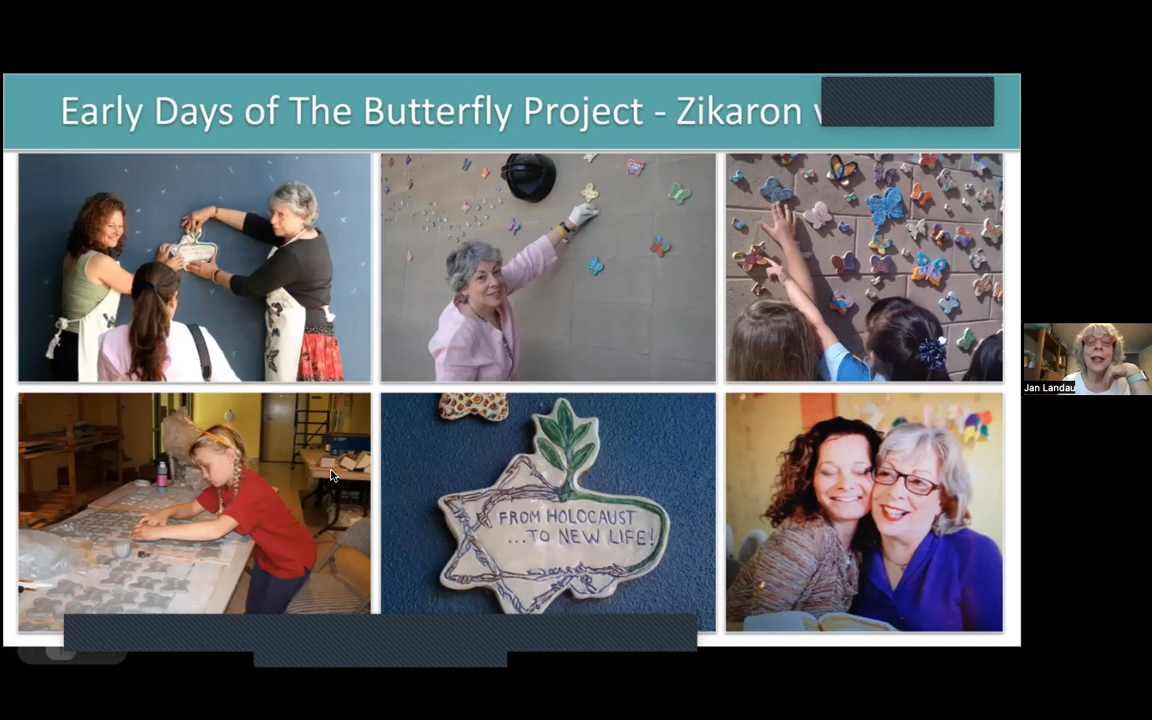 Early Days of The Butterfly Project - Zikaron
FROM HOLOCAUST
...TO NEW LIFE!
Jan Landau